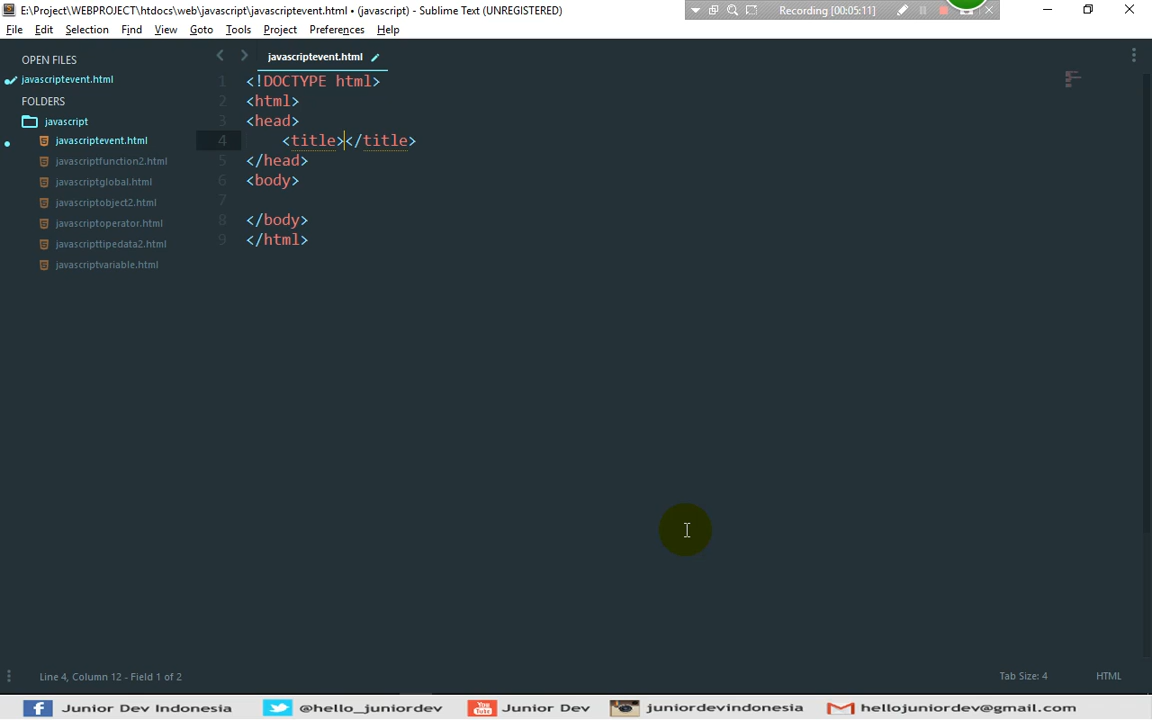 E:\Project\WEBPROJECT\htdocs\web\javascript\javascriptevent.html • (javascript) - Sublime Text (UNREGISTERED)
Recording [00:05:11]
File Edit Selection Find View Goto Tools Project Preferences Help
OPEN FILES
javascriptevent.html
FOLDERS
javascript
javascriptevent.html
javascriptfunction2.html
javascriptglobal.html
javascriptobject2.html
javascriptoperator.html
javascripttipedata2.html
javascriptvariable.html
javascriptevent.html
1 <!DOCTYPE html>
2 <html>
3 <head>
4 <title></title>
5 </head>
6 <body>
7
8 </body>
9 </html>
Line 4, Column 12 - Field 1 of 2
Tab Size: 4 HTML
Junior Dev Indonesia @hello_juniordev You Tube Junior Dev juniordevindonesia hellojuniordev@gmail.com